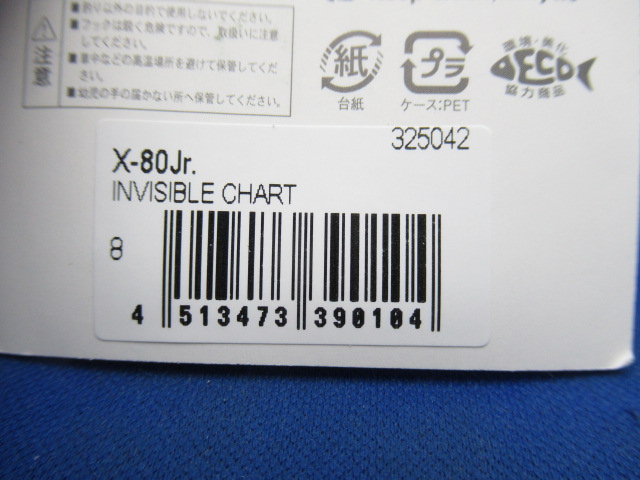 注意
●釣り以外の目的で使用しないでください。
●フックは鋭く危険ですので、取扱いに注意してください。
●車中などの高温場所を避けて保管してください。
●幼児の手の届かない所へ保管してください。
紙
台紙
プラ
ケース:PET
環境・美化
ECO
協力商品
325042
X-80Jr.
INVISIBLE CHART
8
4 513473 390104